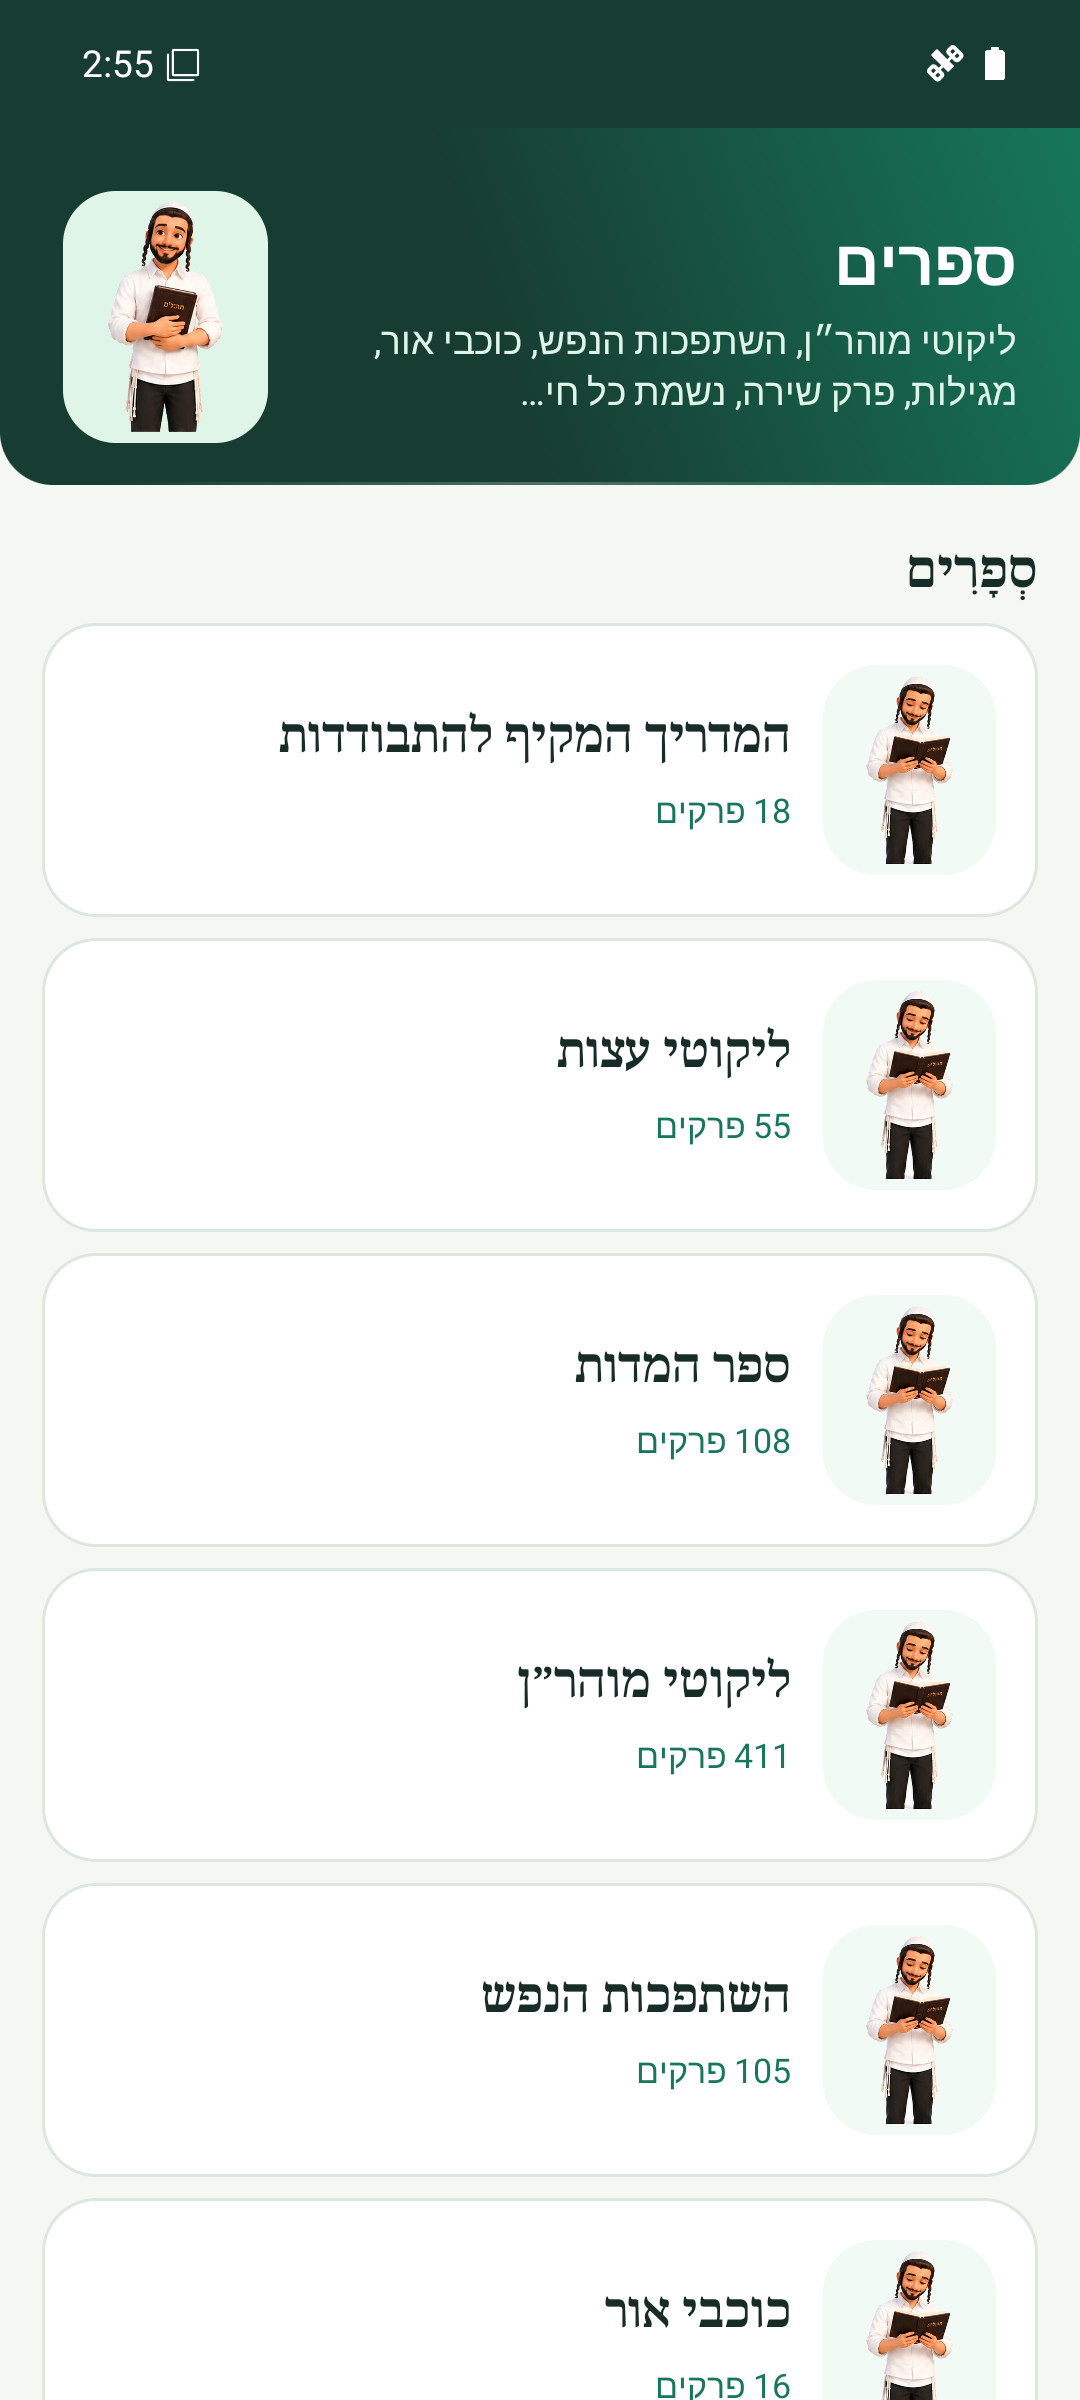 2:55
ספרים
ליקוטי מוהר״ן, השתפכות הנפש, כוכבי אור,
מגילות, פרק שירה, נשמת כל חי...
סְפָרִים
המדריך המקיף להתבודדות
18 פרקים
ליקוטי עצות
55 פרקים
ספר המדות
108 פרקים
ליקוטי מוהר״ן
411 פרקים
השתפכות הנפש
105 פרקים
כוכבי אור
16 פרקים